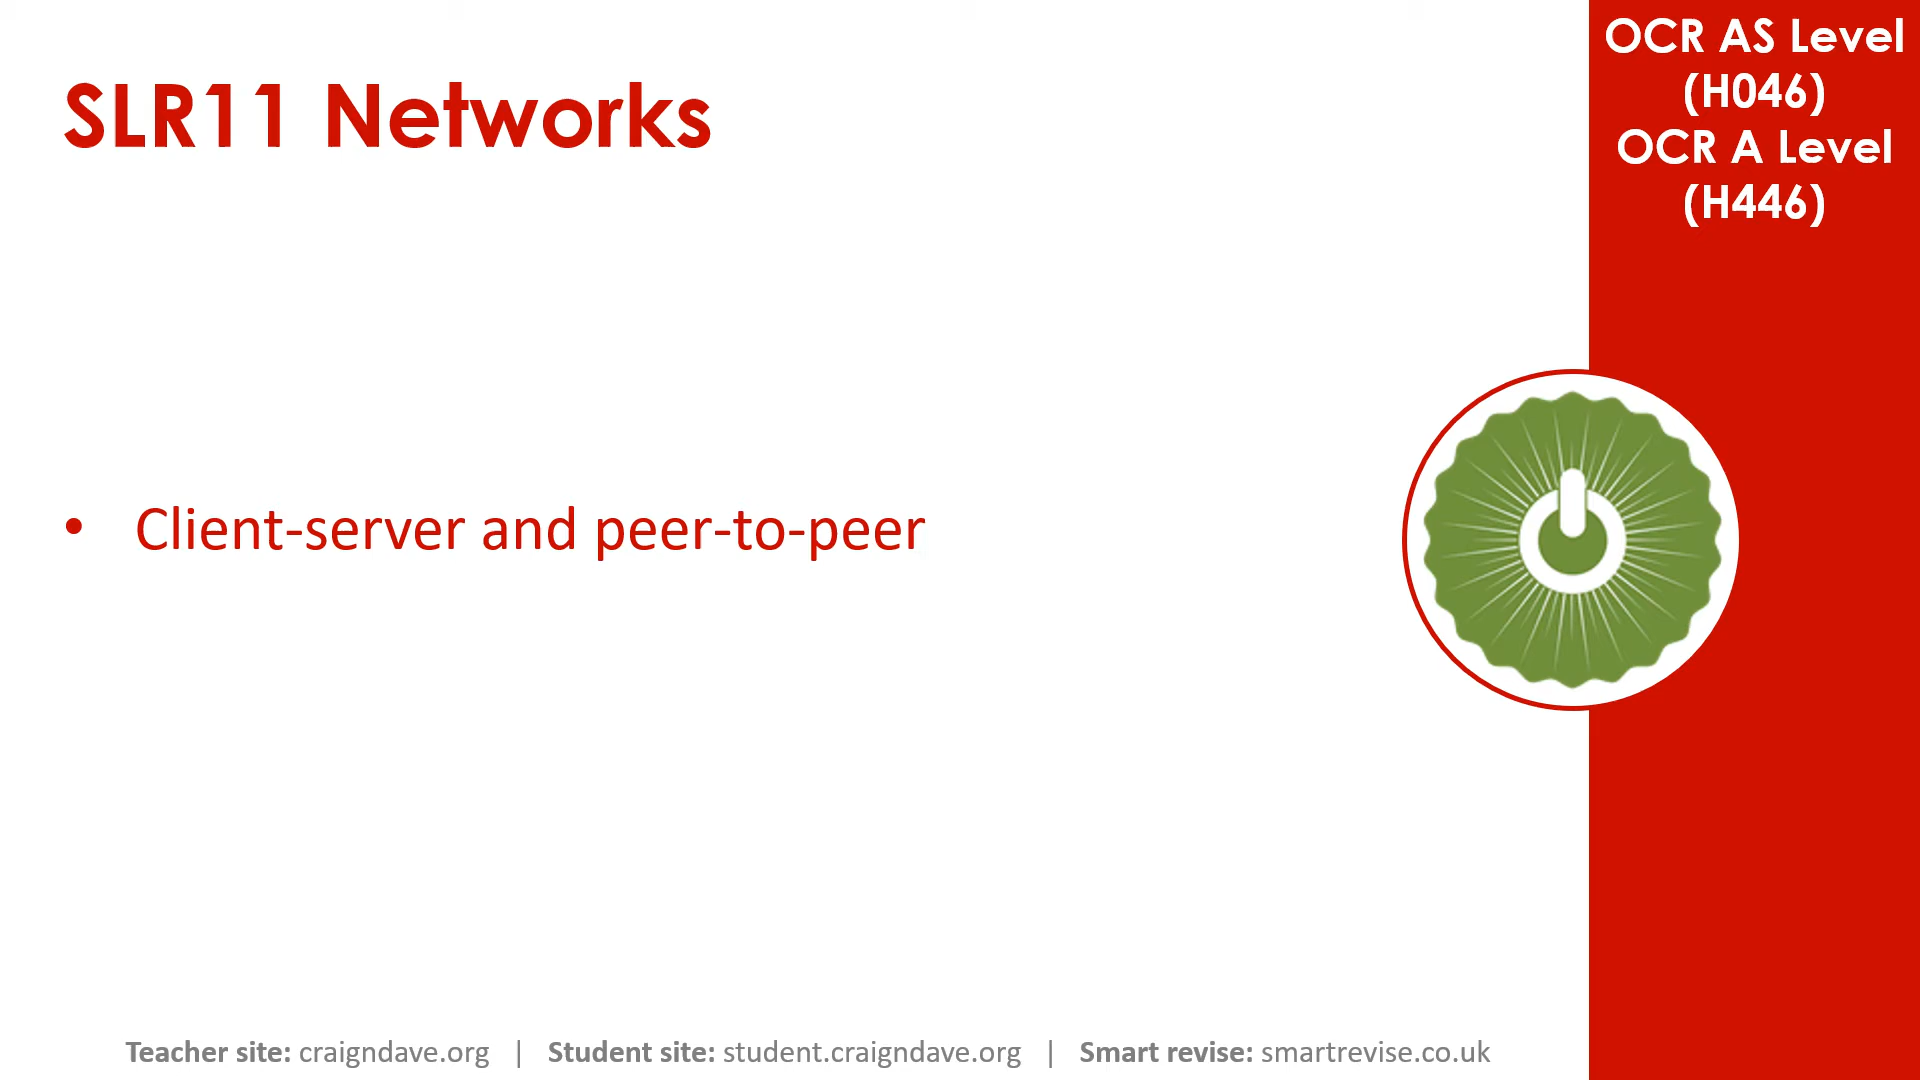 SLR11 Networks
OCR AS Level
(H046)
OCR A Level
(H446)
• Client-server and peer-to-peer
Teacher site: craigndave.org | Student site: student.craigndave.org | Smart revise: smartrevise.co.uk